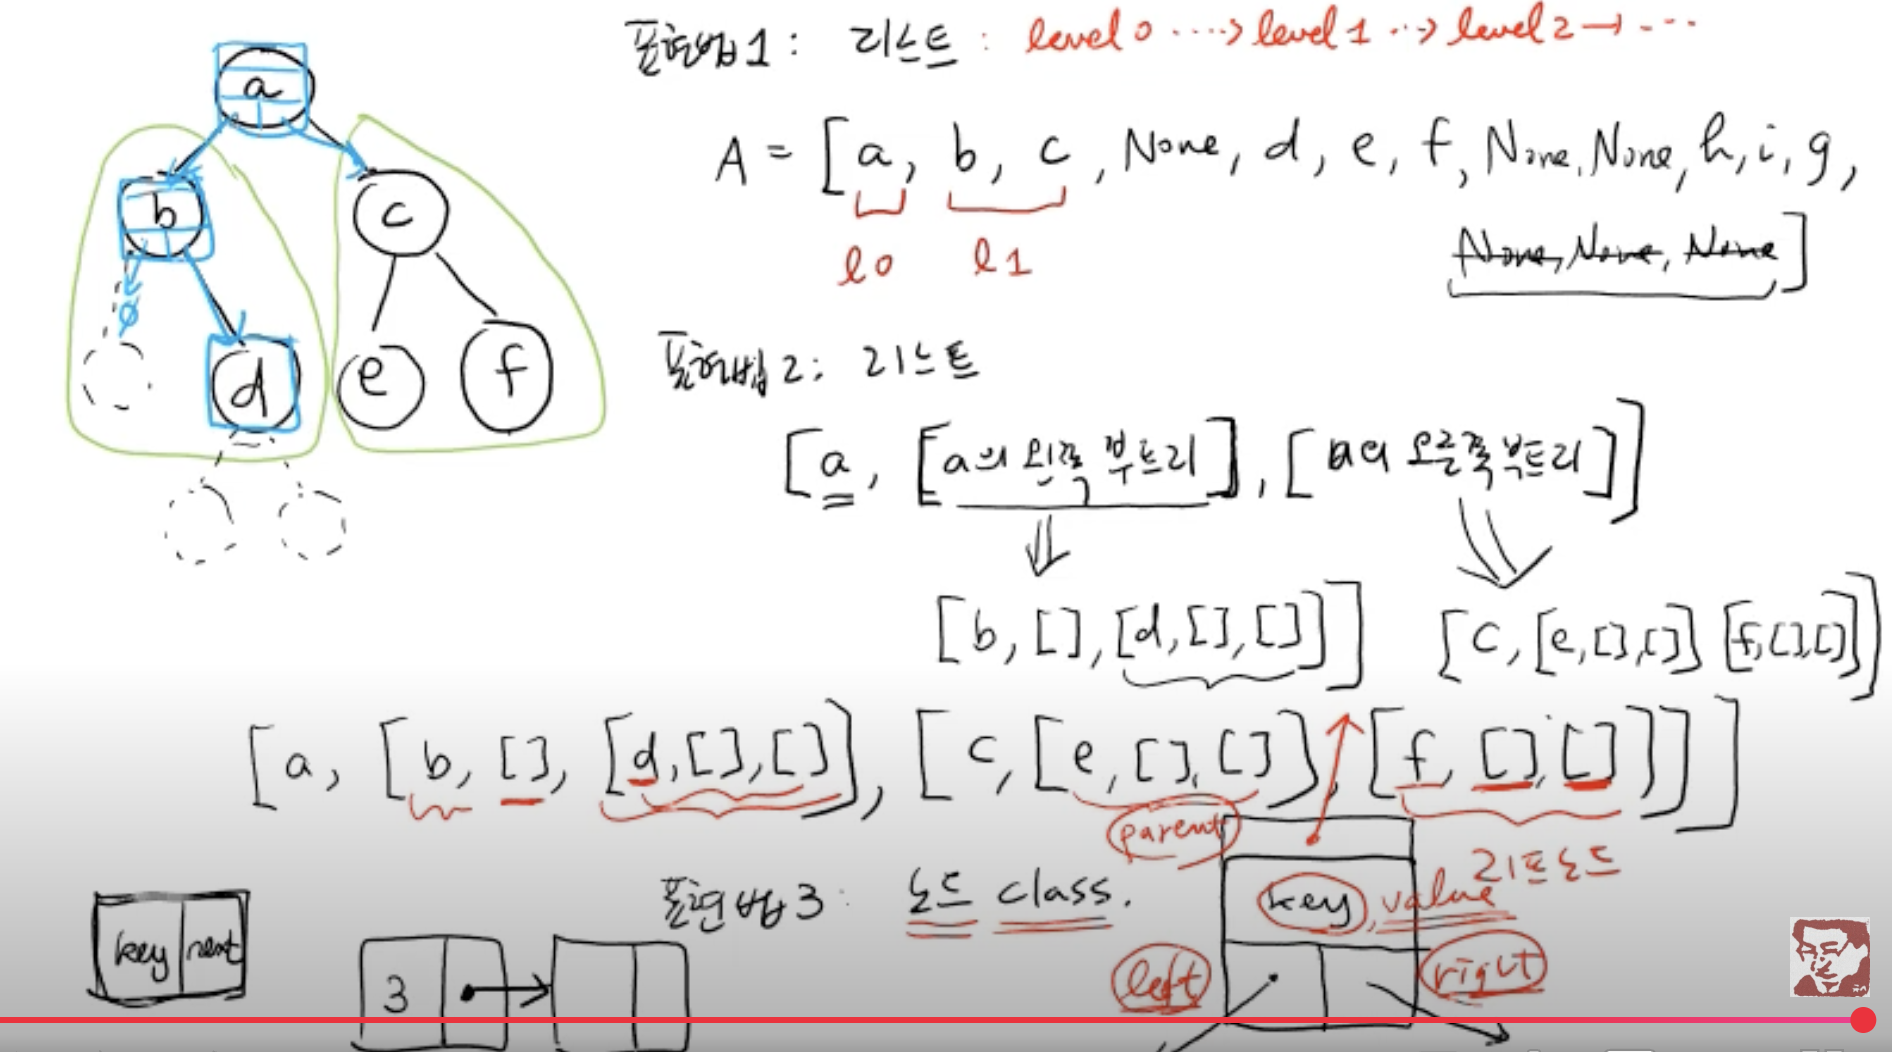 표현법1: 리스트 : level 0 ····> level 1 ··> level 2 → ···
A = [a, b, c, None, d, e, f, None, None, h, i, g,
None, None, None]
l0 l1
a
b
c
ø
d
e
f
표현법2: 리스트
[a, [a의 왼쪽 부트리], [a의 오른쪽 부트리]]
[b, [], [d, [], []]]
[c, [e, [], []] [f, [], []]]
[a, [b, [], [d, [], []]], [c, [e, [], []], [f, [], []]]]
표현법3: 노드 class.
parent
key, value
리프노드
left
right
key next
3